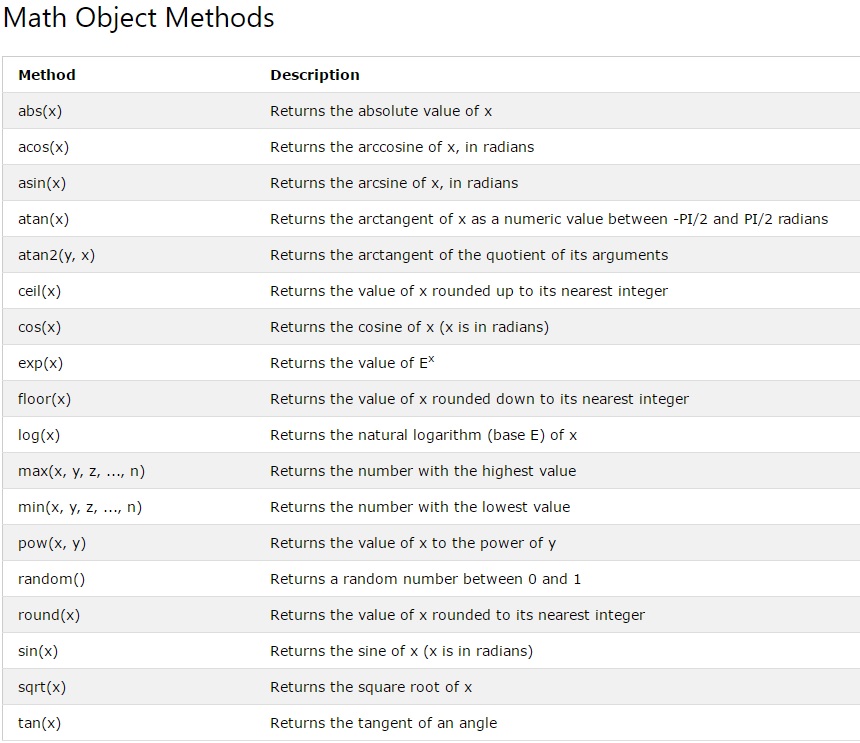 Math Object Methods
Method Description
abs(x) Returns the absolute value of x
acos(x) Returns the arccosine of x, in radians
asin(x) Returns the arcsine of x, in radians
atan(x) Returns the arctangent of x as a numeric value between -PI/2 and PI/2 radians
atan2(y, x) Returns the arctangent of the quotient of its arguments
ceil(x) Returns the value of x rounded up to its nearest integer
cos(x) Returns the cosine of x (x is in radians)
exp(x) Returns the value of Eˣ
floor(x) Returns the value of x rounded down to its nearest integer
log(x) Returns the natural logarithm (base E) of x
max(x, y, z, ..., n) Returns the number with the highest value
min(x, y, z, ..., n) Returns the number with the lowest value
pow(x, y) Returns the value of x to the power of y
random() Returns a random number between 0 and 1
round(x) Returns the value of x rounded to its nearest integer
sin(x) Returns the sine of x (x is in radians)
sqrt(x) Returns the square root of x
tan(x) Returns the tangent of an angle